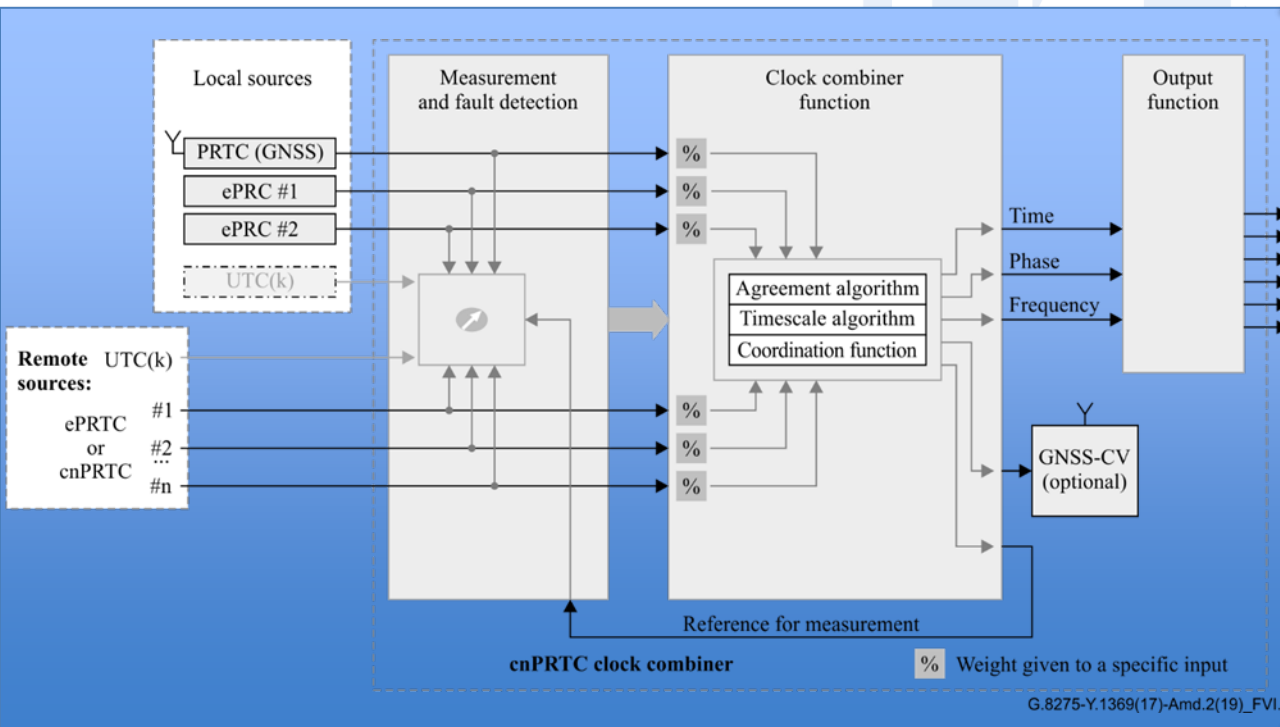 Local sources
PRTC (GNSS)
ePRC #1
ePRC #2
UTC(k)
Remote
sources:
UTC(k)
ePRTC
or
cnPRTC
#1
#2
...
#n
Measurement
and fault detection
Clock combiner
function
%
%
%
Agreement algorithm
Timescale algorithm
Coordination function
%
%
%
Output
function
Time
Phase
Frequency
GNSS-CV
(optional)
Reference for measurement
cnPRTC clock combiner
% Weight given to a specific input
G.8275-Y.1369(17)-Amd.2(19)_FVI.